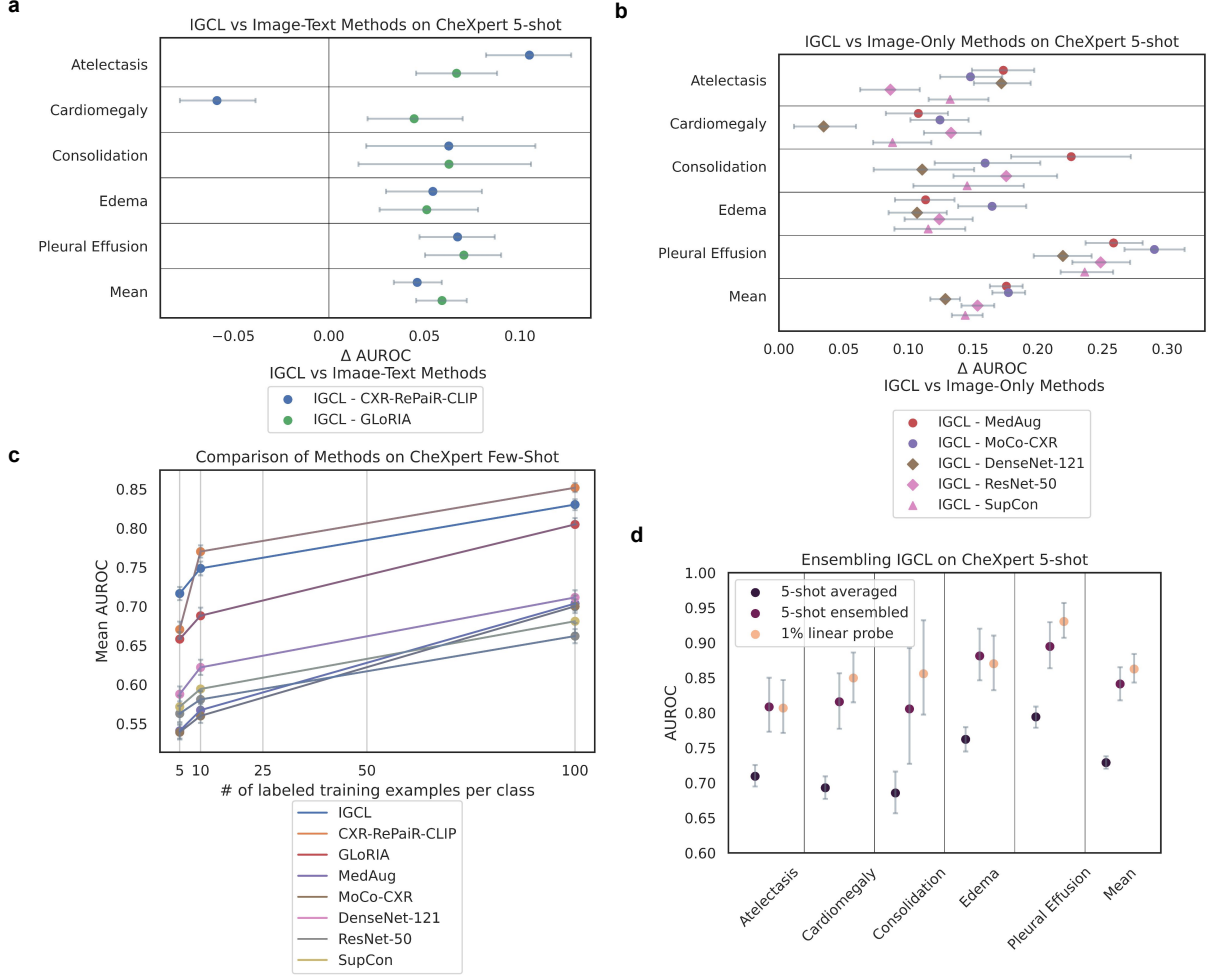 a
IGCL vs Image-Text Methods on CheXpert 5-shot
Atelectasis
Cardiomegaly
Consolidation
Edema
Pleural Effusion
Mean
−0.05 0.00 0.05 0.10
Δ AUROC
IGCL vs Image-Text Methods
IGCL - CXR-RePaiR-CLIP
IGCL - GLoRIA
b
IGCL vs Image-Only Methods on CheXpert 5-shot
Atelectasis
Cardiomegaly
Consolidation
Edema
Pleural Effusion
Mean
0.00 0.05 0.10 0.15 0.20 0.25 0.30
Δ AUROC
IGCL vs Image-Only Methods
IGCL - MedAug
IGCL - MoCo-CXR
IGCL - DenseNet-121
IGCL - ResNet-50
IGCL - SupCon
c
Comparison of Methods on CheXpert Few-Shot
0.85
0.80
0.75
0.70
0.65
0.60
0.55
Mean AUROC
5 10 25 50 100
# of labeled training examples per class
IGCL
CXR-RePaiR-CLIP
GLoRIA
MedAug
MoCo-CXR
DenseNet-121
ResNet-50
SupCon
d
Ensembling IGCL on CheXpert 5-shot
1.00
0.95
0.90
0.85
0.80
0.75
0.70
0.65
0.60
AUROC
5-shot averaged
5-shot ensembled
1% linear probe
Atelectasis
Cardiomegaly
Consolidation
Edema
Pleural Effusion
Mean